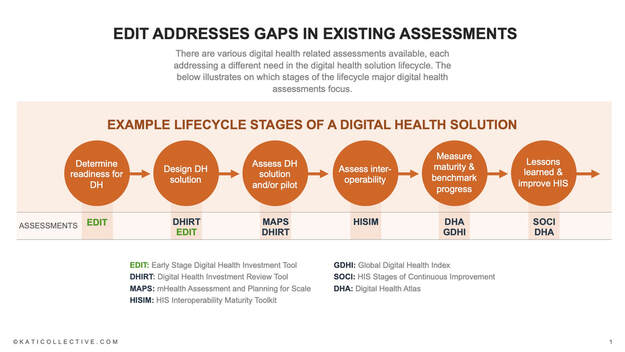 EDIT ADDRESSES GAPS IN EXISTING ASSESSMENTS
There are various digital health related assessments available, each
addressing a different need in the digital health solution lifecycle. The
below illustrates on which stages of the lifecycle major digital health
assessments focus.
EXAMPLE LIFECYCLE STAGES OF A DIGITAL HEALTH SOLUTION
Determine
readiness for
DH
Design DH
solution
Assess DH
solution
and/or pilot
Assess inter-
operability
Measure
maturity &
benchmark
progress
Lessons
learned &
improve HIS
ASSESSMENTS
EDIT
DHIRT
EDIT
MAPS
DHIRT
HISIM
DHA
GDHI
SOCI
DHA
EDIT: Early Stage Digital Health Investment Tool
DHIRT: Digital Health Investment Review Tool
MAPS: mHealth Assessment and Planning for Scale
HISIM: HIS Interoperability Maturity Toolkit
GDHI: Global Digital Health Index
SOCI: HIS Stages of Continuous Improvement
DHA: Digital Health Atlas
©KATICOLLECTIVE.COM
1